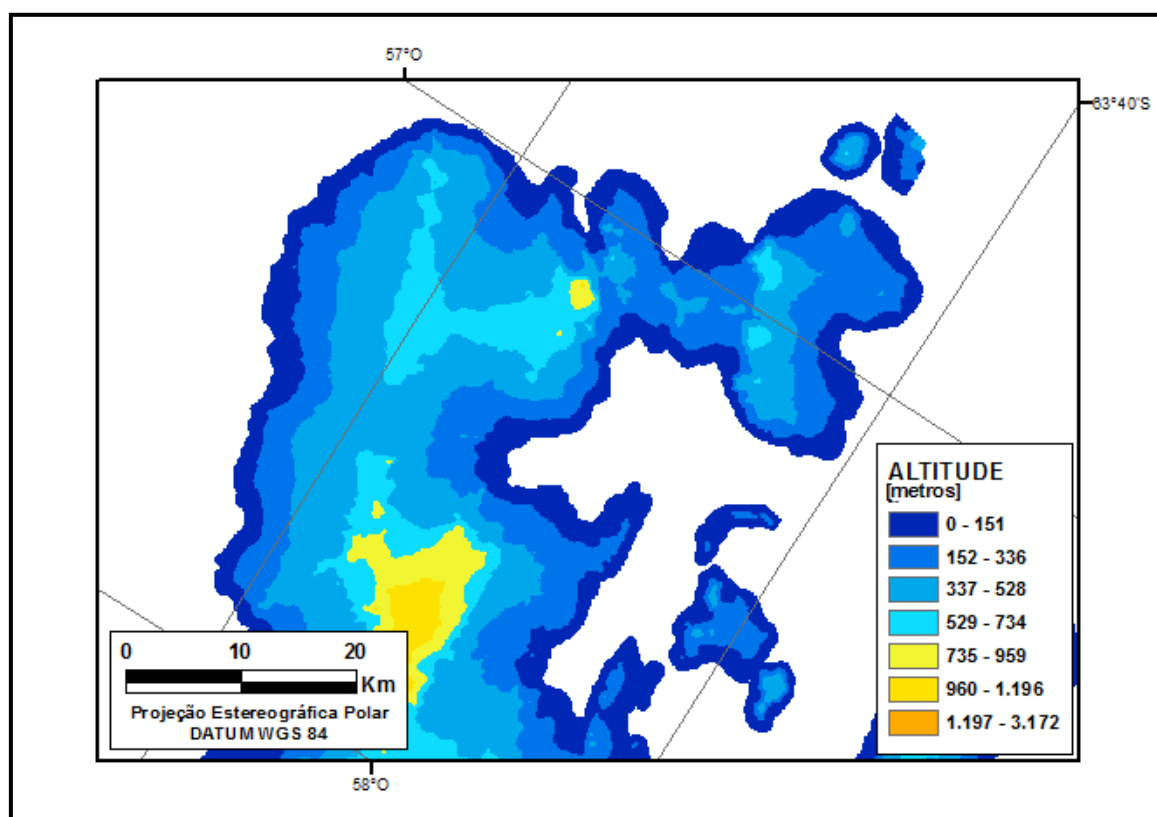 57°O
63°40'S
ALTITUDE
[metros]
0 - 151
152 - 336
337 - 528
529 - 734
735 - 959
960 - 1.196
1.197 - 3.172
0 10 20
Km
Projeção Estereográfica Polar
DATUM WGS 84
58°O